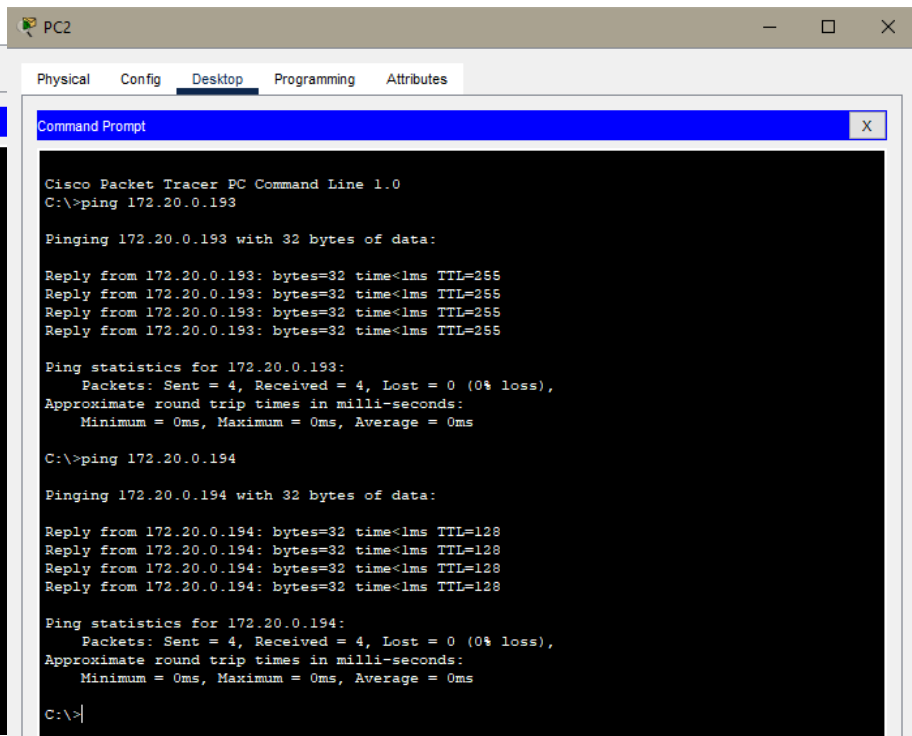 PC2
Physical Config Desktop Programming Attributes
Command Prompt X
Cisco Packet Tracer PC Command Line 1.0
C:\>ping 172.20.0.193
Pinging 172.20.0.193 with 32 bytes of data:
Reply from 172.20.0.193: bytes=32 time<1ms TTL=255
Reply from 172.20.0.193: bytes=32 time<1ms TTL=255
Reply from 172.20.0.193: bytes=32 time<1ms TTL=255
Reply from 172.20.0.193: bytes=32 time<1ms TTL=255
Ping statistics for 172.20.0.193:
Packets: Sent = 4, Received = 4, Lost = 0 (0% loss),
Approximate round trip times in milli-seconds:
Minimum = 0ms, Maximum = 0ms, Average = 0ms
C:\>ping 172.20.0.194
Pinging 172.20.0.194 with 32 bytes of data:
Reply from 172.20.0.194: bytes=32 time<1ms TTL=128
Reply from 172.20.0.194: bytes=32 time<1ms TTL=128
Reply from 172.20.0.194: bytes=32 time<1ms TTL=128
Reply from 172.20.0.194: bytes=32 time<1ms TTL=128
Ping statistics for 172.20.0.194:
Packets: Sent = 4, Received = 4, Lost = 0 (0% loss),
Approximate round trip times in milli-seconds:
Minimum = 0ms, Maximum = 0ms, Average = 0ms
C:\>